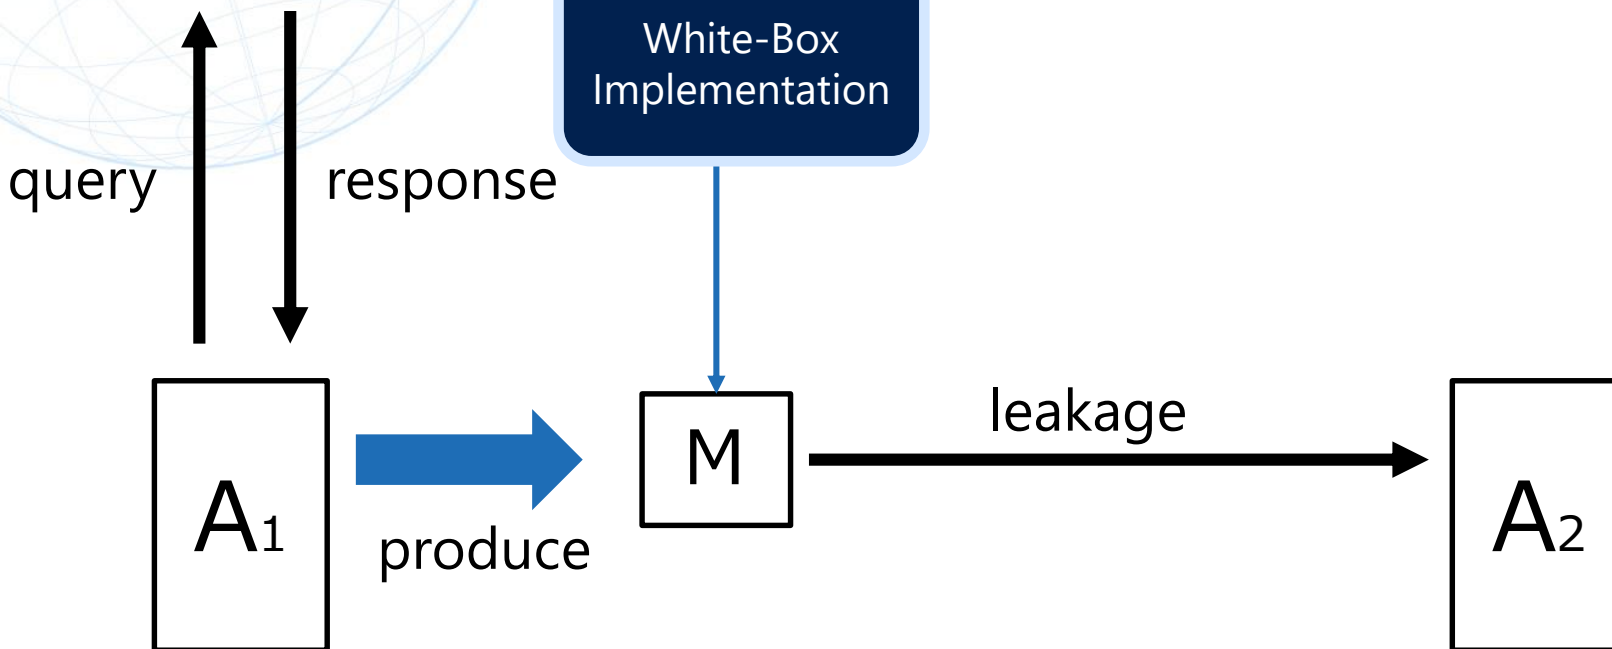 White-Box
Implementation
query
response
leakage
M
A1
A2
produce